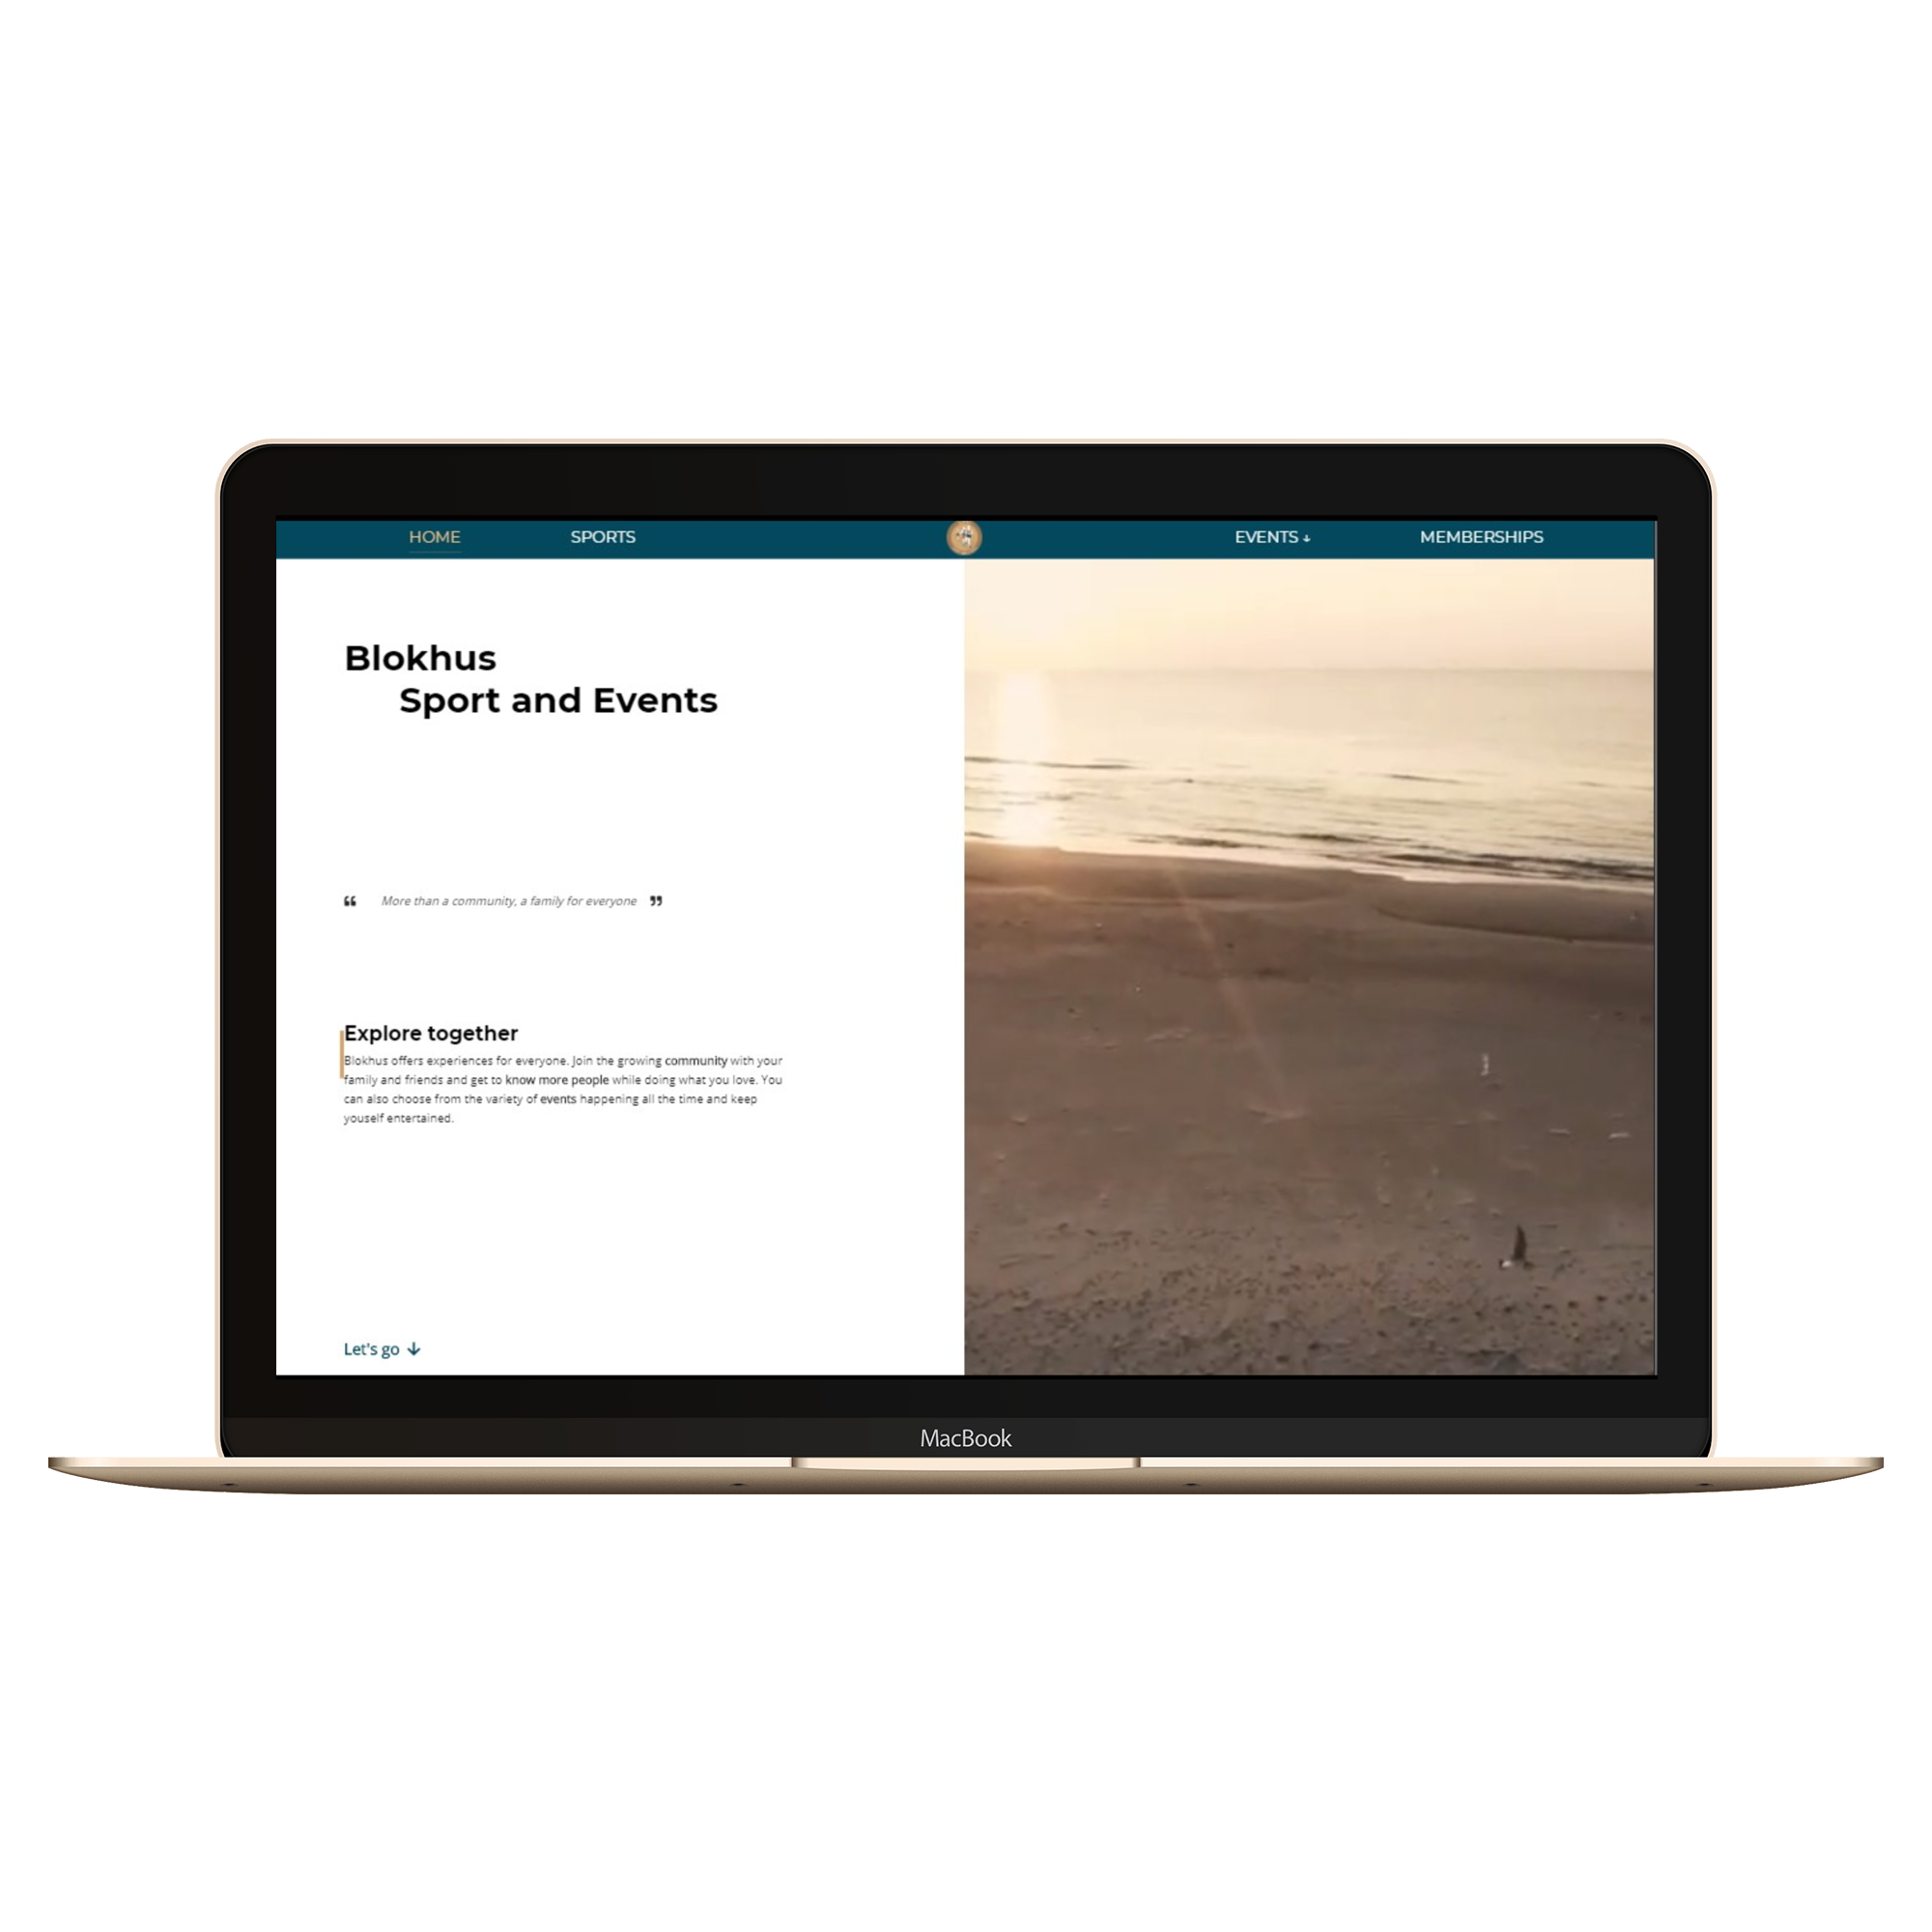 HOME SPORTS EVENTS ↓ MEMBERSHIPS
Blokhus
Sport and Events
❝ More than a community, a family for everyone ❞
Explore together
Blokhus offers experiences for everyone. Join the growing community with your
family and friends and get to know more people while doing what you love. You
can also choose from the variety of events happening all the time and keep
youself entertained.
Let's go ↓
MacBook